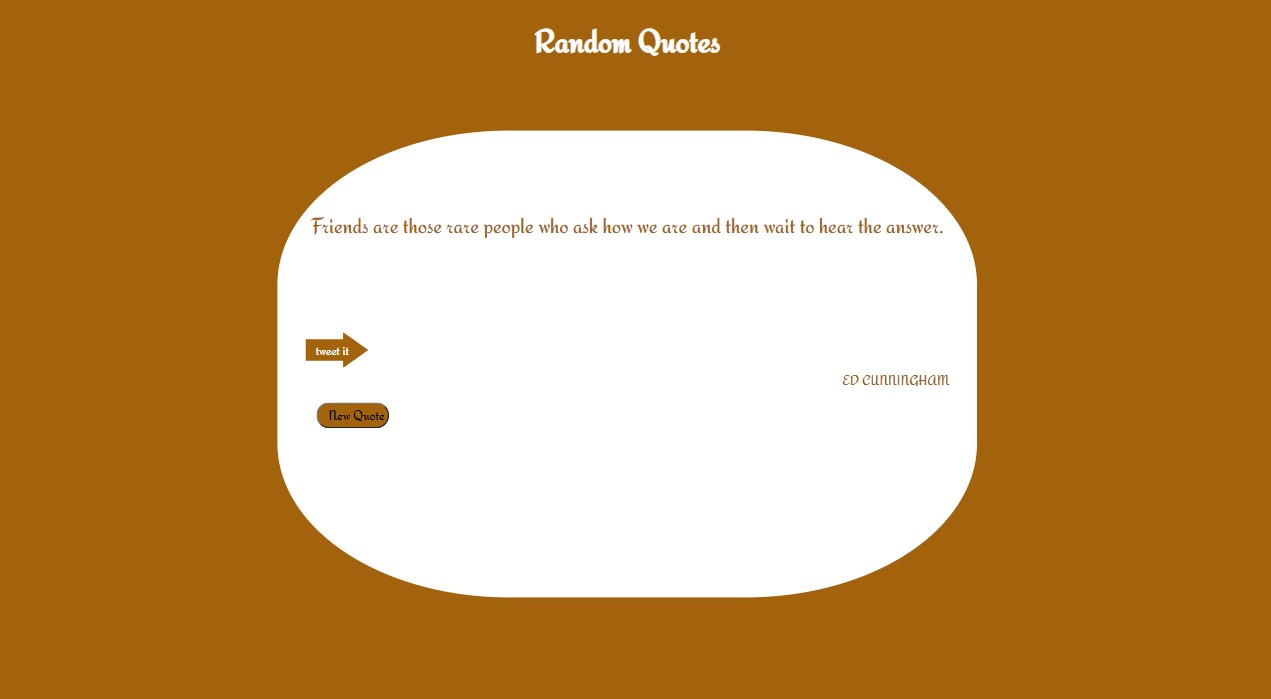 Random Quotes
Friends are those rare people who ask how we are and then wait to hear the answer.
tweet it
ED CUNNINGHAM
New Quote